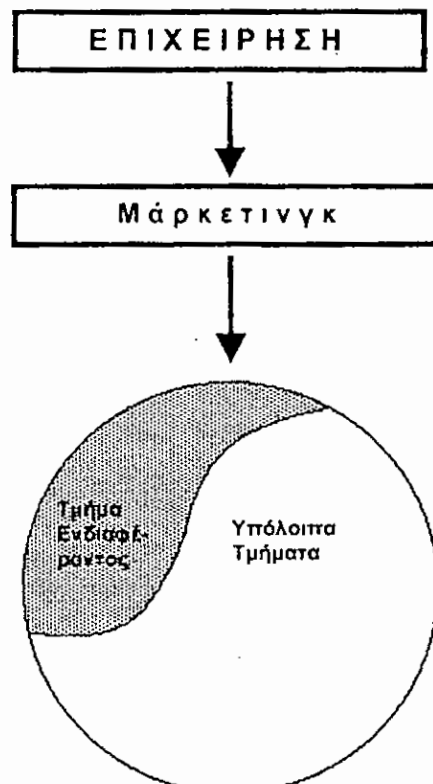 ΕΠΙΧΕΙΡΗΣΗ
Μάρκετινγκ
Τμήμα
Ενδιαφέ-
ροντος
Υπόλοιπα
Τμήματα